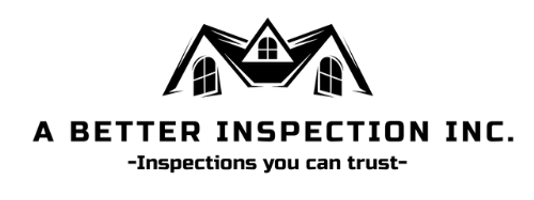 A BETTER INSPECTION INC.
-Inspections you can trust-